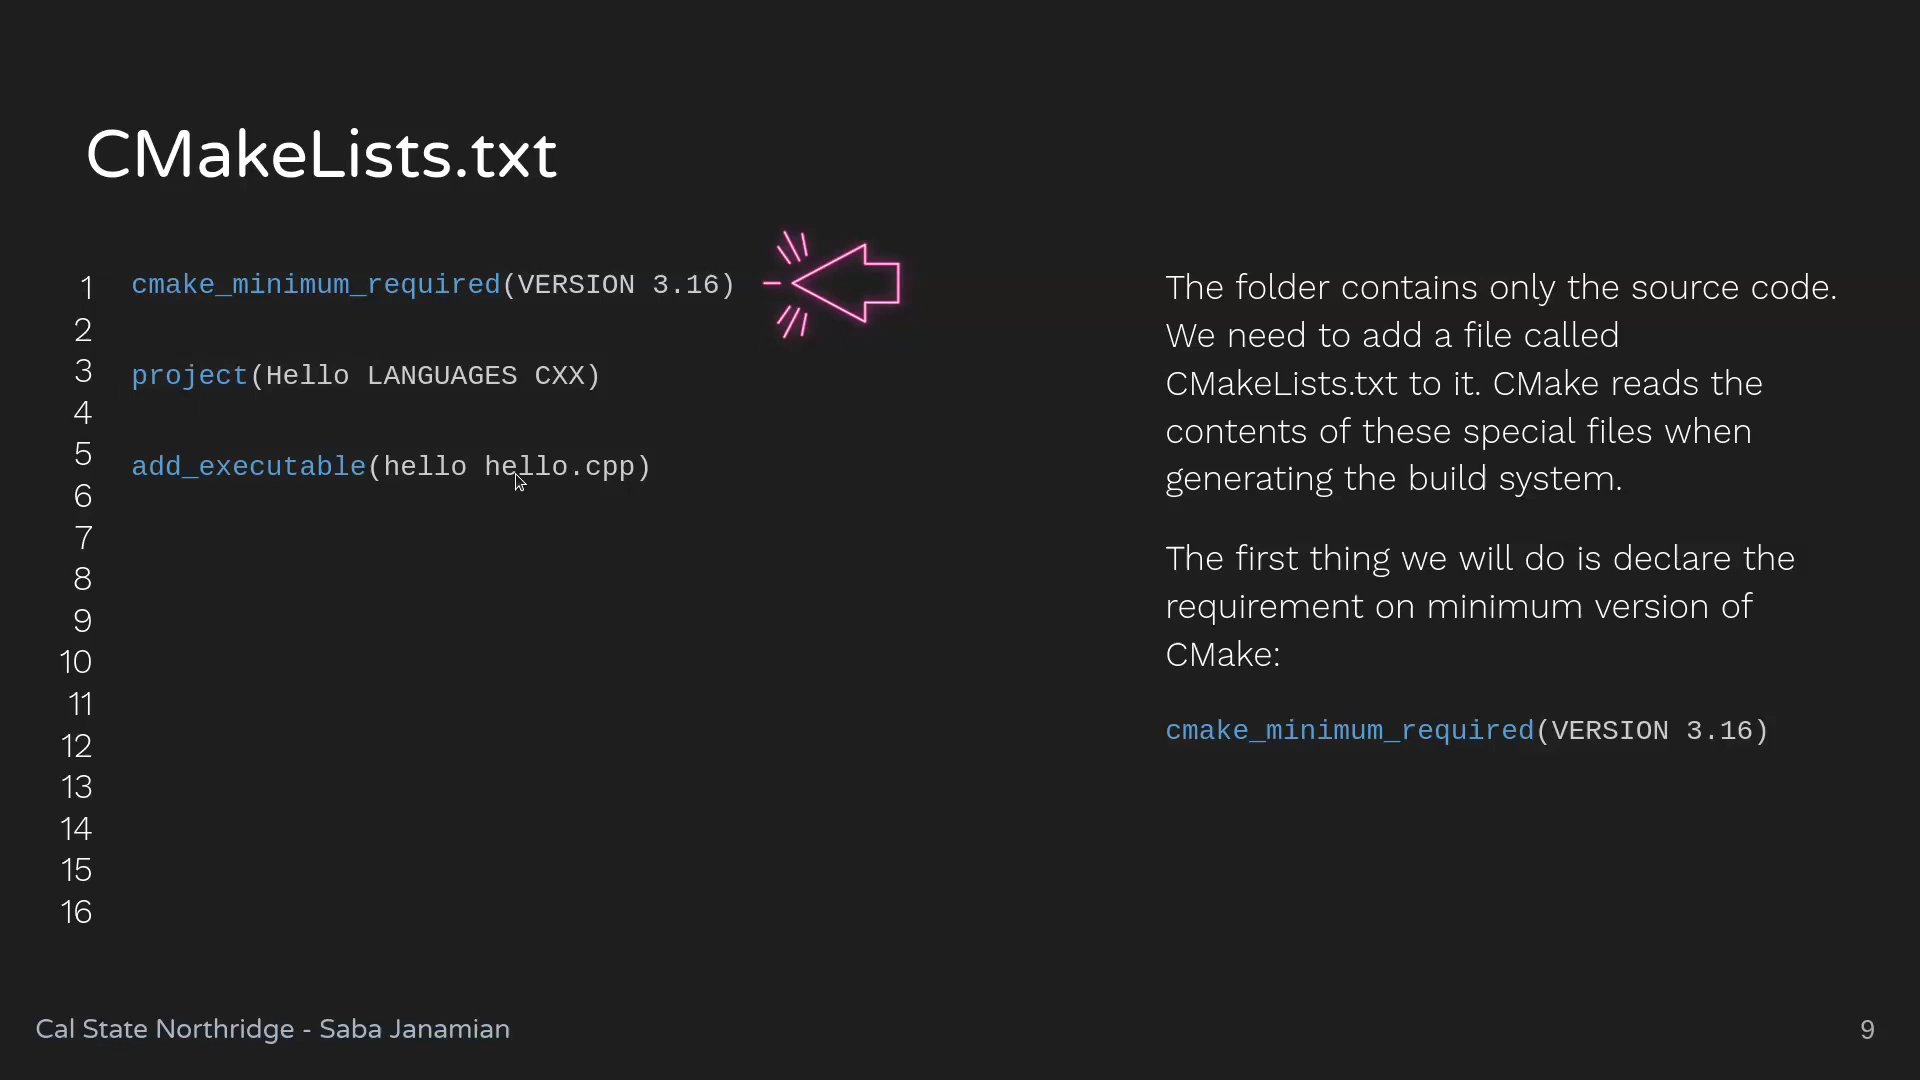 CMakeLists.txt
1 cmake_minimum_required(VERSION 3.16)
2
3 project(Hello LANGUAGES CXX)
4
5 add_executable(hello hello.cpp)
6
7
8
9
10
11
12
13
14
15
16
The folder contains only the source code.
We need to add a file called
CMakeLists.txt to it. CMake reads the
contents of these special files when
generating the build system.
The first thing we will do is declare the
requirement on minimum version of
CMake:
cmake_minimum_required(VERSION 3.16)
Cal State Northridge - Saba Janamian
9